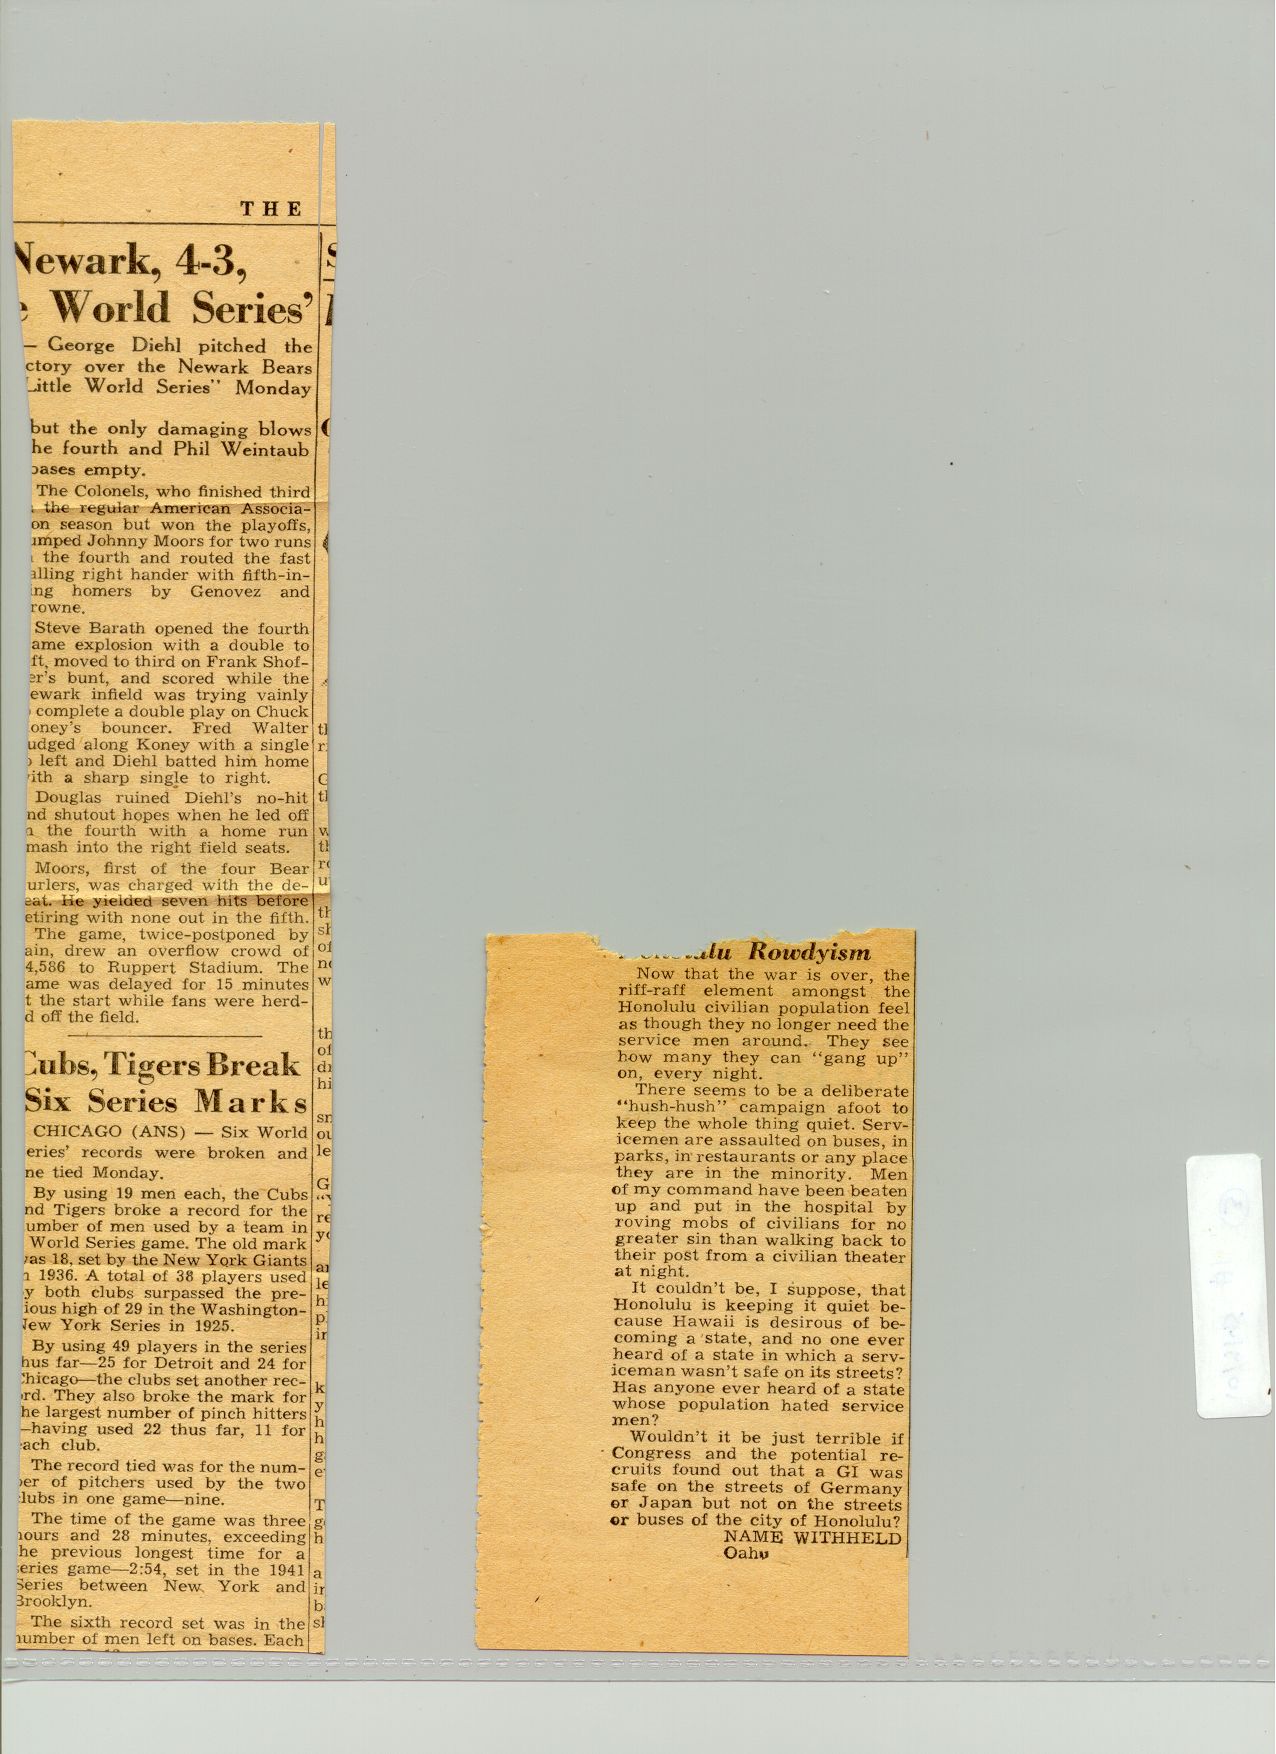 THE
Newark, 4-3,
World Series'
— George Diehl pitched the
ctory over the Newark Bears
Little World Series" Monday
but the only damaging blows
he fourth and Phil Weintaub
bases empty.
The Colonels, who finished third
the regular American Associa-
on season but won the playoffs,
umped Johnny Moors for two runs
the fourth and routed the fast
alling right hander with fifth-in-
ng homers by Genovez and
rowne.
Steve Barath opened the fourth
ame explosion with a double to
ft, moved to third on Frank Shof-
er's bunt, and scored while the
ewark infield was trying vainly
complete a double play on Chuck
oney's bouncer. Fred Walter
udged along Koney with a single
left and Diehl batted him home
ith a sharp single to right.
Douglas ruined Diehl's no-hit
nd shutout hopes when he led off
the fourth with a home run
mash into the right field seats.
Moors, first of the four Bear
urlers, was charged with the de-
eat. He yielded seven hits before
etiring with none out in the fifth.
The game, twice-postponed by
ain, drew an overflow crowd of
4,586 to Ruppert Stadium. The
ame was delayed for 15 minutes
t the start while fans were herd-
d off the field.
Cubs, Tigers Break
Six Series Marks
CHICAGO (ANS) — Six World
eries' records were broken and
ne tied Monday.
By using 19 men each, the Cubs
nd Tigers broke a record for the
umber of men used by a team in
World Series game. The old mark
as 18, set by the New York Giants
1936. A total of 38 players used
y both clubs surpassed the pre-
ious high of 29 in the Washington-
New York Series in 1925.
By using 49 players in the series
hus far—25 for Detroit and 24 for
Chicago—the clubs set another rec-
rd. They also broke the mark for
he largest number of pinch hitters
—having used 22 thus far, 11 for
ach club.
The record tied was for the num-
er of pitchers used by the two
lubs in one game—nine.
The time of the game was three
ours and 28 minutes, exceeding
he previous longest time for a
eries game—2:54, set in the 1941
Series between New York and
Brooklyn.
The sixth record set was in the
number of men left on bases. Each
lu Rowdyism
Now that the war is over, the
riff-raff element amongst the
Honolulu civilian population feel
as though they no longer need the
service men around. They see
how many they can "gang up"
on, every night.
There seems to be a deliberate
"hush-hush" campaign afoot to
keep the whole thing quiet. Serv-
icemen are assaulted on buses, in
parks, in restaurants or any place
they are in the minority. Men
of my command have been beaten
up and put in the hospital by
roving mobs of civilians for no
greater sin than walking back to
their post from a civilian theater
at night.
It couldn't be, I suppose, that
Honolulu is keeping it quiet be-
cause Hawaii is desirous of be-
coming a state, and no one ever
heard of a state in which a serv-
iceman wasn't safe on its streets?
Has anyone ever heard of a state
whose population hated service
men?
Wouldn't it be just terrible if
Congress and the potential re-
cruits found out that a GI was
safe on the streets of Germany
or Japan but not on the streets
or buses of the city of Honolulu?
NAME WITHHELD
Oahu